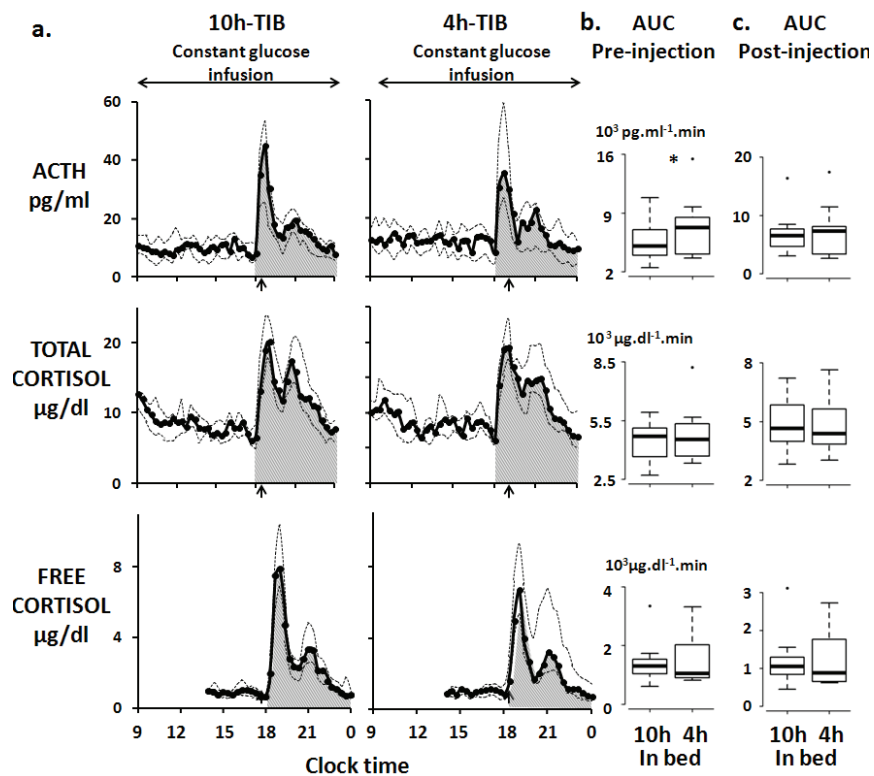 a.
10h-TIB
4h-TIB
b.
AUC
Pre-injection
c.
AUC
Post-injection
Constant glucose
infusion
Constant glucose
infusion
ACTH
pg/ml
60
40
20
0
10³ pg.ml⁻¹.min
*
16
9
2
20
10
0
TOTAL
CORTISOL
µg/dl
20
10
0
10³ µg.dl⁻¹.min
8.5
5.5
2.5
8
5
2
FREE
CORTISOL
µg/dl
8
4
0
10³µg.dl⁻¹.min
4
2
0
3
2
1
0
9 12 15 18 21 0
9 12 15 18 21 0
Clock time
10h 4h
In bed
10h 4h
In bed